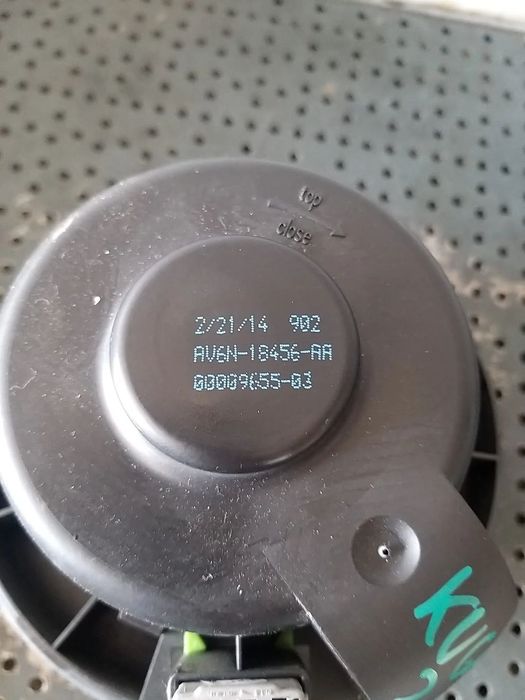 top
close
2/21/14 902
AV6N-18456-AA
00009655-03